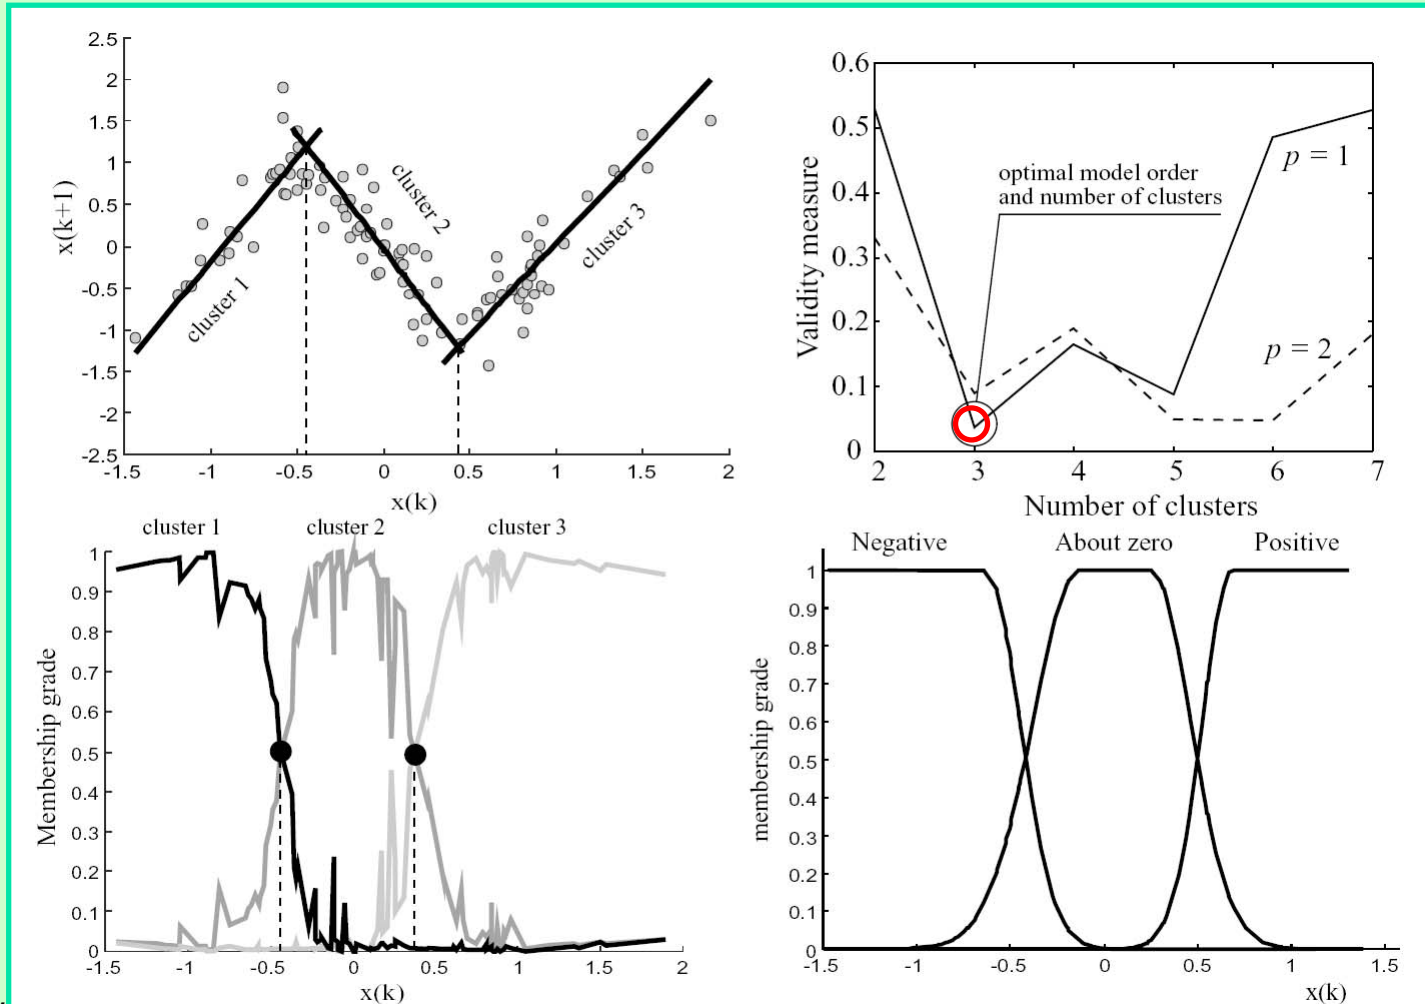 2.5
2
1.5
1
0.5
0
-0.5
-1
-1.5
-2
-2.5
x(k+1)
cluster 1
cluster 2
cluster 3
-1.5 -1 -0.5 0 0.5 1 1.5 2
x(k)
0.6
0.5
0.4
0.3
0.2
0.1
0
Validity measure
optimal model order
and number of clusters
p = 1
p = 2
2 3 4 5 6 7
Number of clusters
cluster 1 cluster 2 cluster 3
1
0.9
0.8
0.7
0.6
0.5
0.4
0.3
0.2
0.1
0
Membership grade
-1.5 -1 -0.5 0 0.5 1 1.5 2
x(k)
Negative About zero Positive
1
0.9
0.8
0.7
0.6
0.5
0.4
0.3
0.2
0.1
0
membership grade
-1.5 -1 -0.5 0 0.5 1 1.5
x(k)